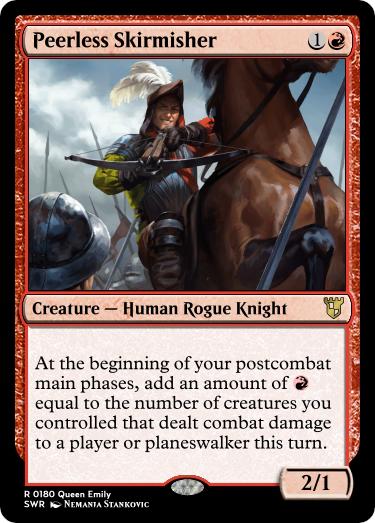 Peerless Skirmisher 1
Creature — Human Rogue Knight
At the beginning of your postcombat
main phases, add an amount of
equal to the number of creatures you
controlled that dealt combat damage
to a player or planeswalker this turn.
2/1
R 0180 Queen Emily
SWR Nemania Stankovic